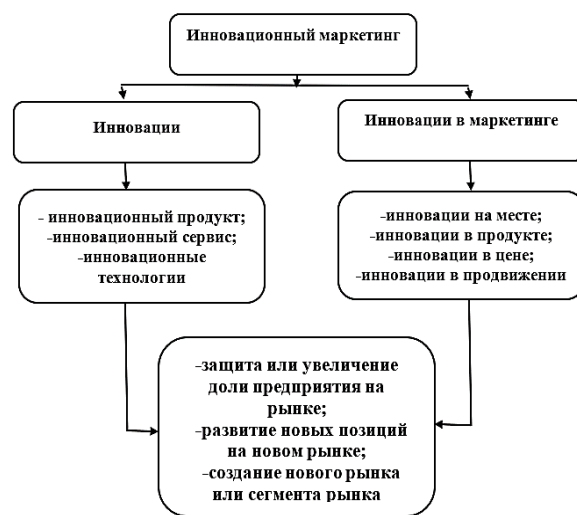 Инновационный маркетинг
Инновации
Инновации в маркетинге
- инновационный продукт;
-инновационный сервис;
-инновационные
технологии
-инновации на месте;
-инновации в продукте;
-инновации в цене;
-инновации в продвижении
-защита или увеличение
доли предприятия на
рынке;
-развитие новых позиций
на новом рынке;
-создание нового рынка
или сегмента рынка